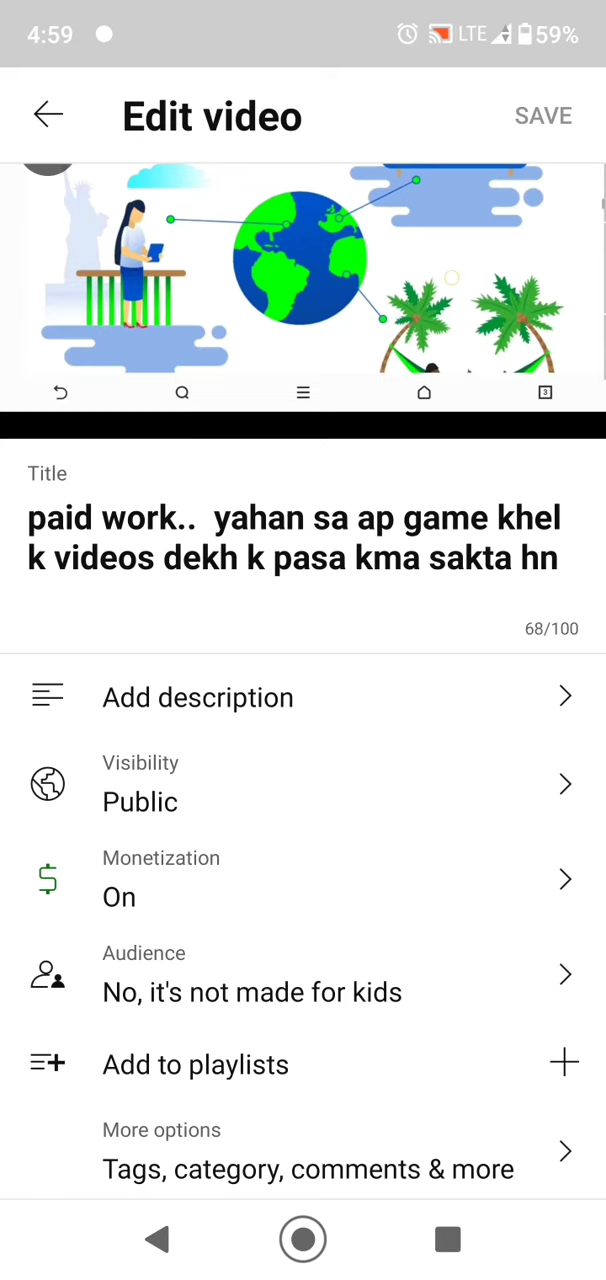 4:59 LTE 59%
Edit video SAVE
3
Title
paid work.. yahan sa ap game khel
k videos dekh k pasa kma sakta hn
68/100
Add description
Visibility
Public
Monetization
On
Audience
No, it's not made for kids
Add to playlists
More options
Tags, category, comments & more